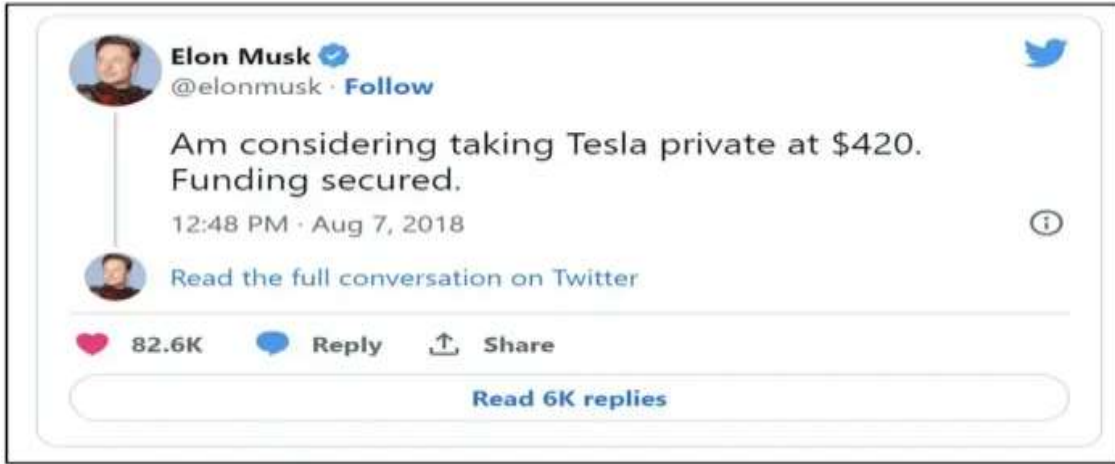 Elon Musk
@elonmusk · Follow
Am considering taking Tesla private at $420.
Funding secured.
12:48 PM · Aug 7, 2018
Read the full conversation on Twitter
82.6K Reply Share
Read 6K replies